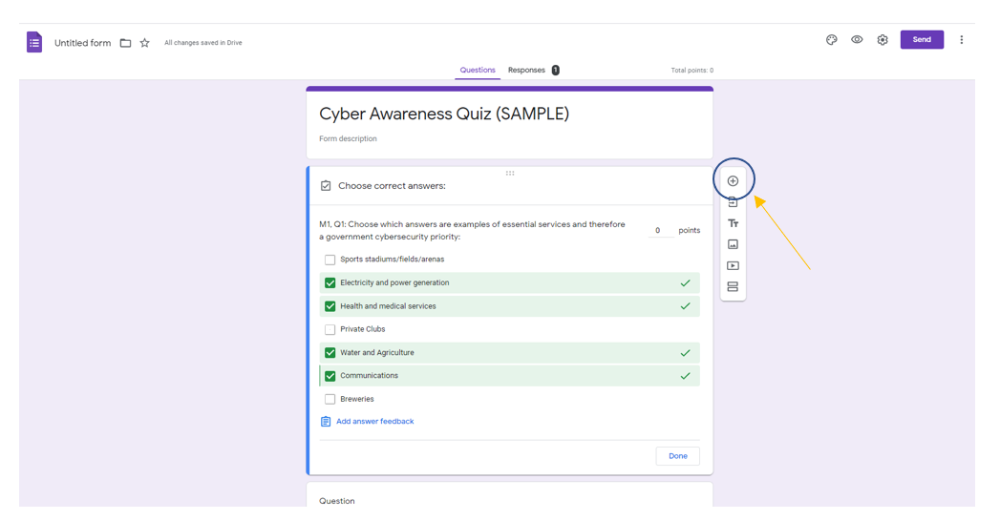 Untitled form All changes saved in Drive Send
Questions Responses 1 Total points: 0
Cyber Awareness Quiz (SAMPLE)
Form description
Choose correct answers:
M1, Q1: Choose which answers are examples of essential services and therefore
a government cybersecurity priority:
0 points
Sports stadiums/fields/arenas
Electricity and power generation
Health and medical services
Private Clubs
Water and Agriculture
Communications
Breweries
Add answer feedback
Done
Question
Tт